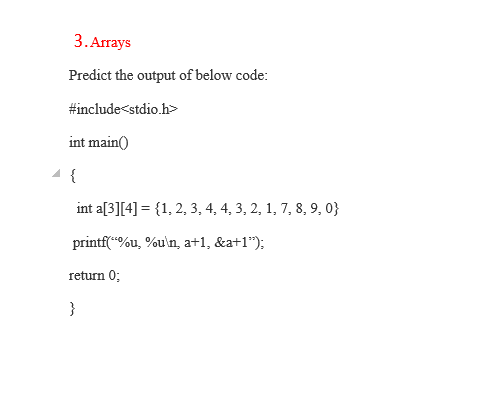 3. Arrays
Predict the output of below code:
#include<stdio.h>
int main()
{
int a[3][4] = {1, 2, 3, 4, 4, 3, 2, 1, 7, 8, 9, 0}
printf(“%u, %u\n, a+1, &a+1”);
return 0;
}